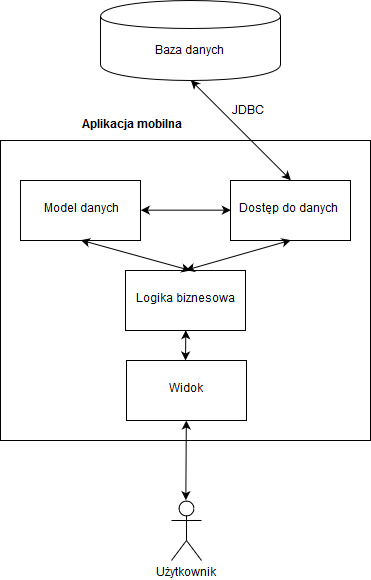 Baza danych
JDBC
Aplikacja mobilna
Model danych
Dostęp do danych
Logika biznesowa
Widok
Użytkownik